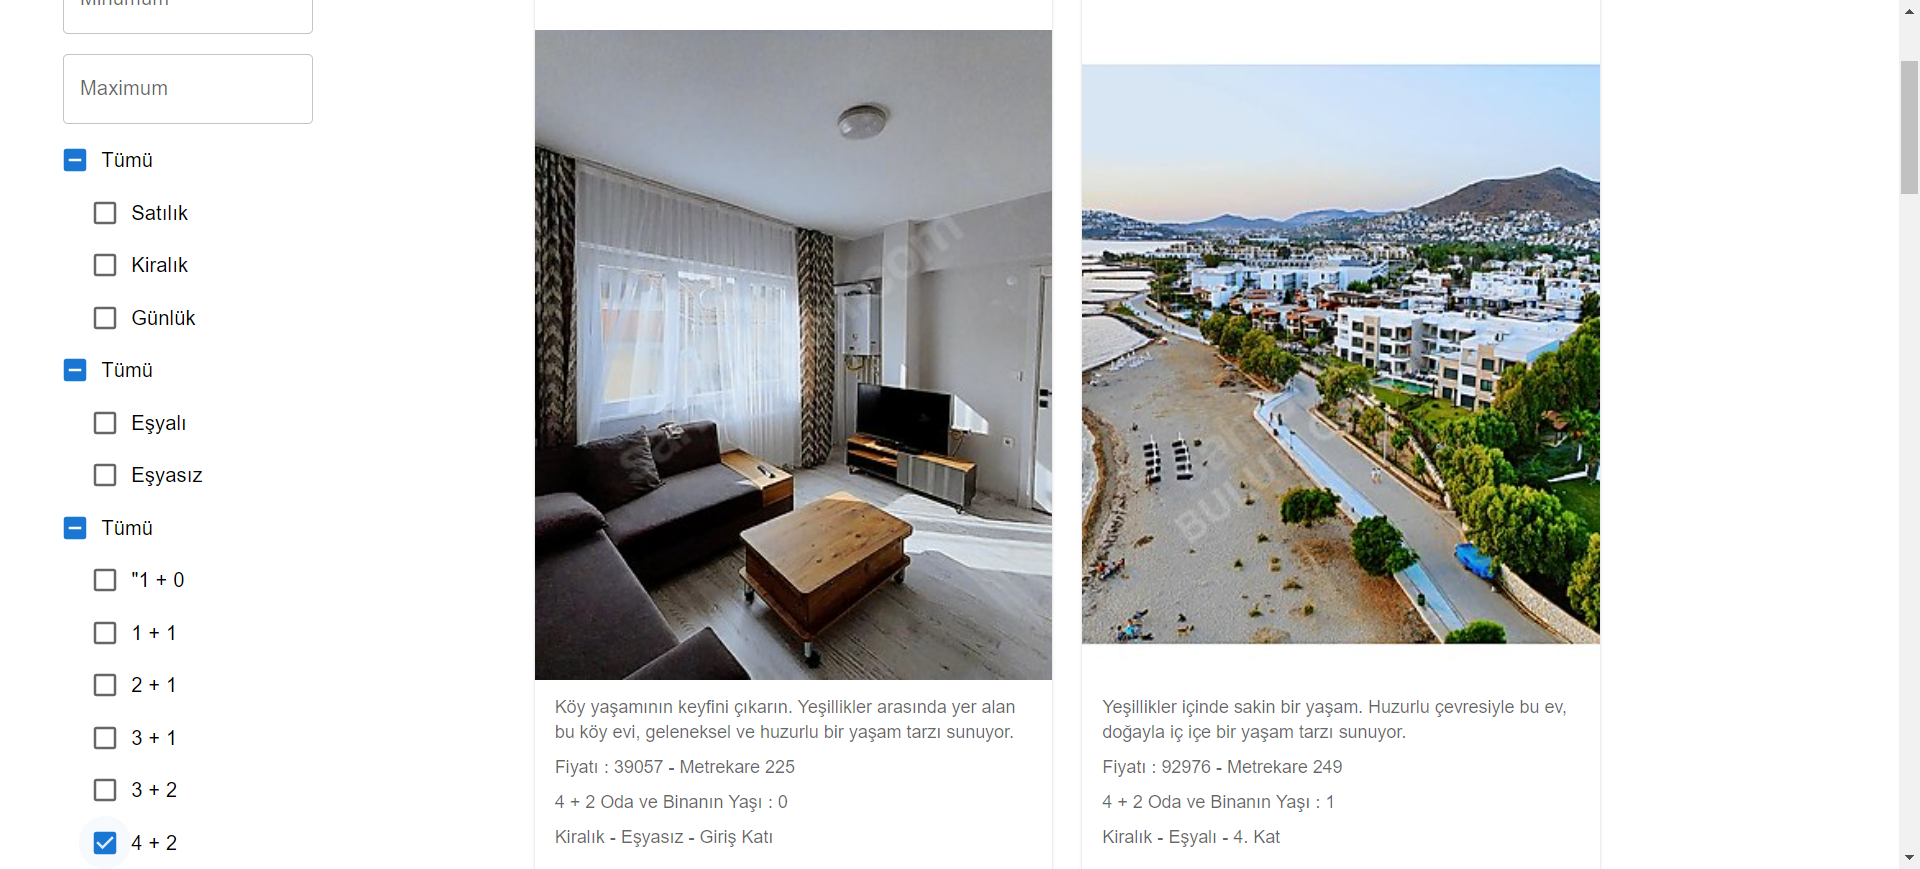 Minumum
Maximum
Tümü
Satılık
Kiralık
Günlük
Tümü
Eşyalı
Eşyasız
Tümü
"1 + 0
1 + 1
2 + 1
3 + 1
3 + 2
4 + 2
Köy yaşamının keyfini çıkarın. Yeşillikler arasında yer alan
bu köy evi, geleneksel ve huzurlu bir yaşam tarzı sunuyor.
Fiyatı : 39057 - Metrekare 225
4 + 2 Oda ve Binanın Yaşı : 0
Kiralık - Eşyasız - Giriş Katı
Yeşillikler içinde sakin bir yaşam. Huzurlu çevresiyle bu ev,
doğayla iç içe bir yaşam tarzı sunuyor.
Fiyatı : 92976 - Metrekare 249
4 + 2 Oda ve Binanın Yaşı : 1
Kiralık - Eşyalı - 4. Kat